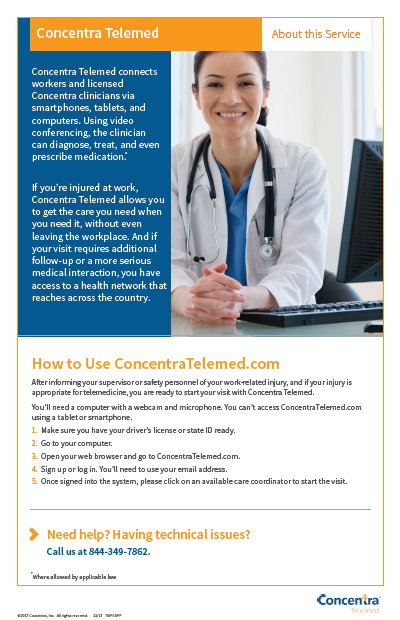 Concentra Telemed
About this Service
Concentra Telemed connects
workers and licensed
Concentra clinicians via
smartphones, tablets, and
computers. Using video
conferencing, the clinician
can diagnose, treat, and even
prescribe medication.*
If you're injured at work,
Concentra Telemed allows you
to get the care you need when
you need it, without even
leaving the workplace. And if
your visit requires additional
follow-up or a more serious
medical interaction, you have
access to a health network that
reaches across the country.
How to Use ConcentraTelemed.com
After informing your supervisor or safety personnel of your work-related injury, and if your injury is
appropriate for telemedicine, you are ready to start your visit with Concentra Telemed.
You'll need a computer with a webcam and microphone. You can't access ConcentraTelemed.com
using a tablet or smartphone.
1. Make sure you have your driver's license or state ID ready.
2. Go to your computer.
3. Open your web browser and go to ConcentraTelemed.com.
4. Sign up or log in. You'll need to use your email address.
5. Once signed into the system, please click on an available care coordinator to start the visit.
Need help? Having technical issues?
Call us at 844-349-7862.
*Where allowed by applicable law
Concentra
Telemed
©2017 Concentra, Inc. All rights reserved.